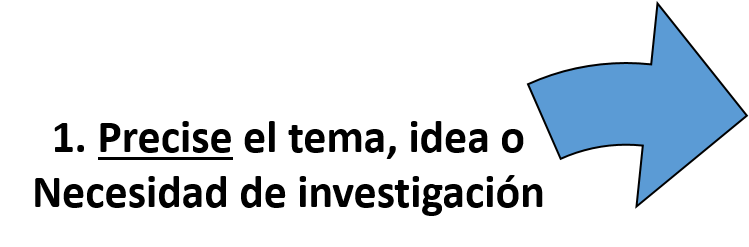 1. Precise el tema, idea o
Necesidad de investigación